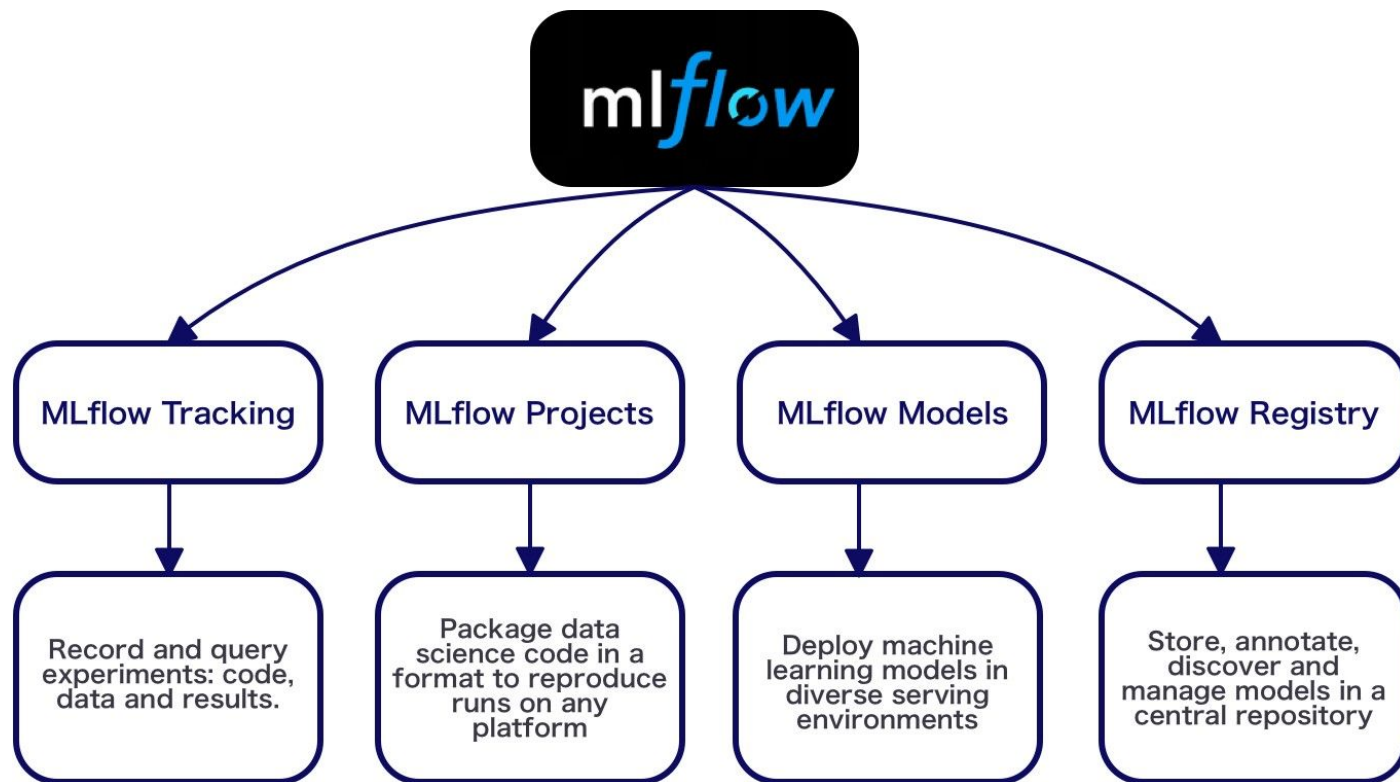 mlflow
MLflow Tracking
MLflow Projects
MLflow Models
MLflow Registry
Record and query
experiments: code,
data and results.
Package data
science code in a
format to reproduce
runs on any
platform
Deploy machine
learning models in
diverse serving
environments
Store, annotate,
discover and
manage models in a
central repository